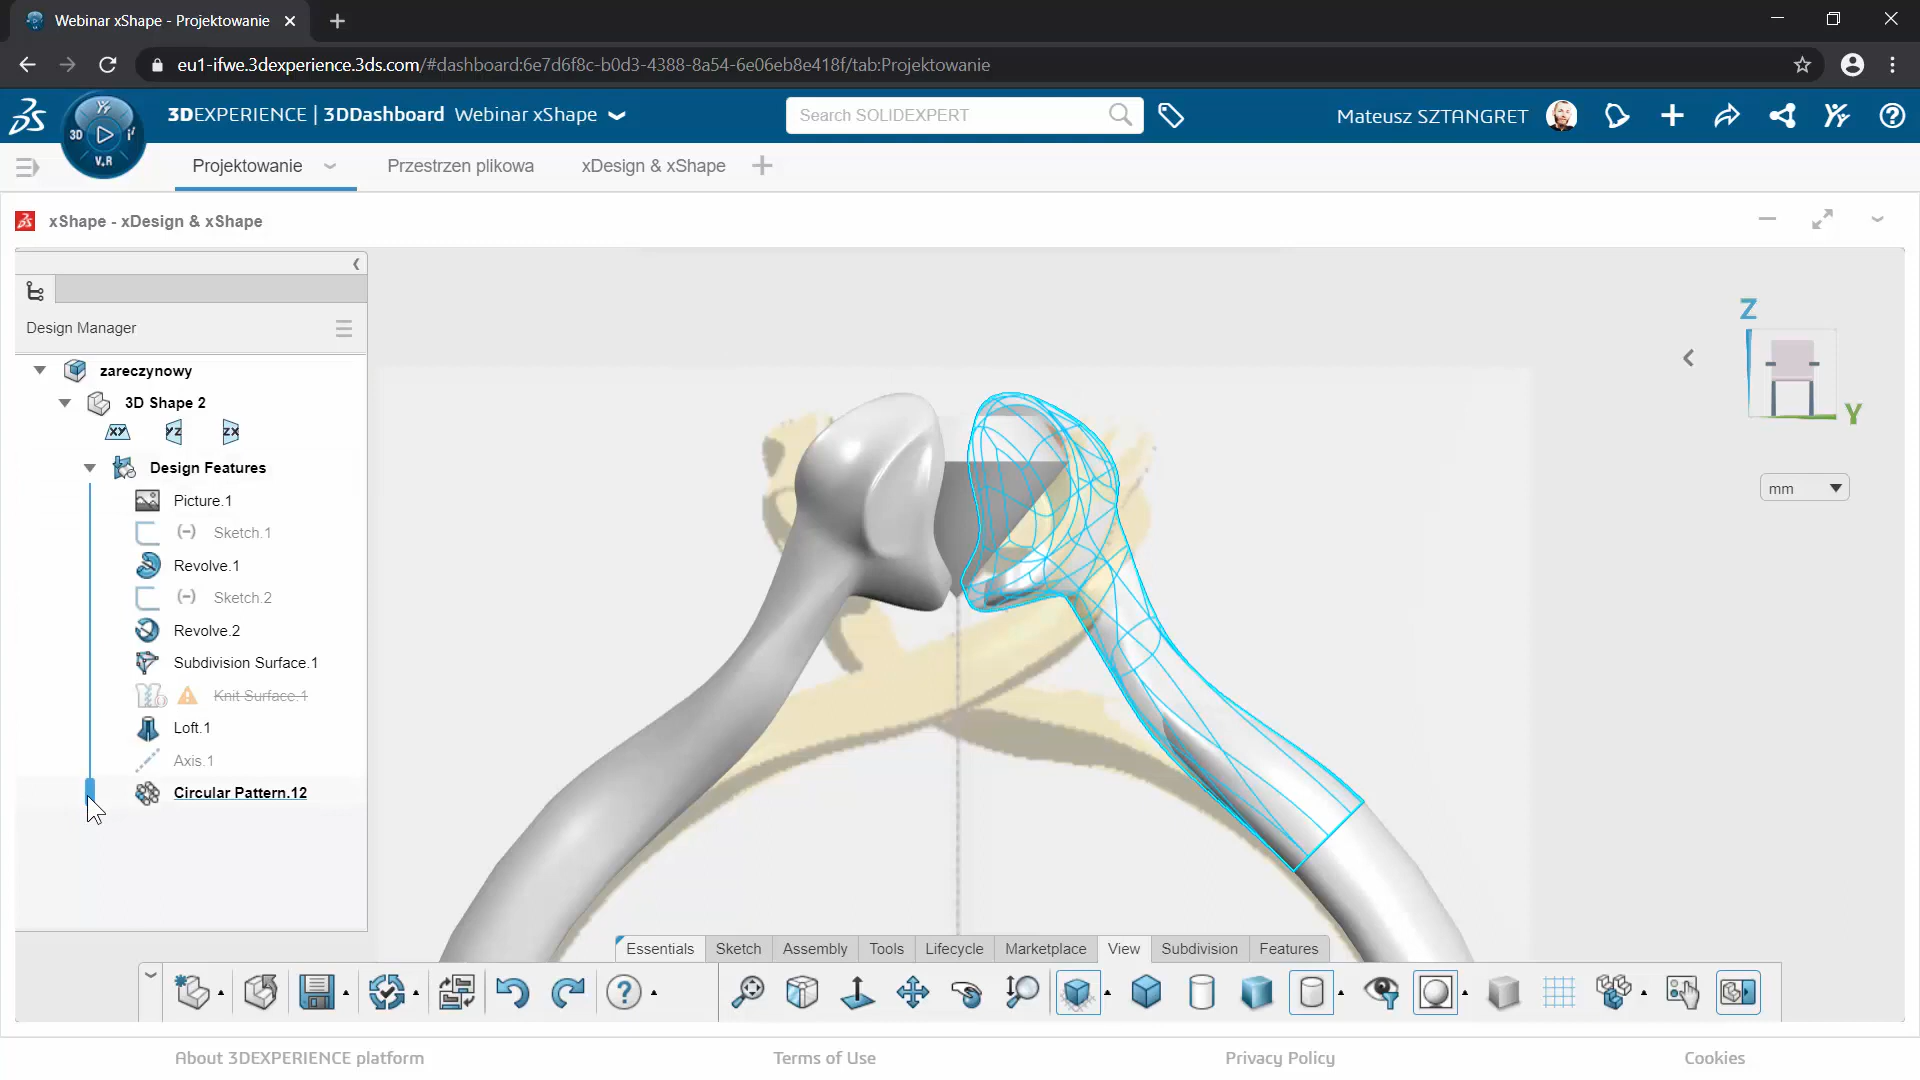 Webinar xShape - Projektowanie
eu1-ifwe.3dexperience.3ds.com/#dashboard:6e7d6f8c-b0d3-4388-8a54-6e06eb8e418f/tab:Projektowanie
3DEXPERIENCE | 3DDashboard Webinar xShape
Search SOLIDEXPERT
Mateusz SZTANGRET
3D
V.R
Projektowanie
Przestrzen plikowa
xDesign & xShape
xShape - xDesign & xShape
Design Manager
zareczynowy
3D Shape 2
XY
YZ
ZX
Design Features
Picture.1
(-) Sketch.1
Revolve.1
(-) Sketch.2
Revolve.2
Subdivision Surface.1
Knit Surface.1
Loft.1
Axis.1
Circular Pattern.12
Z
Y
mm
Essentials
Sketch
Assembly
Tools
Lifecycle
Marketplace
View
Subdivision
Features
About 3DEXPERIENCE platform
Terms of Use
Privacy Policy
Cookies